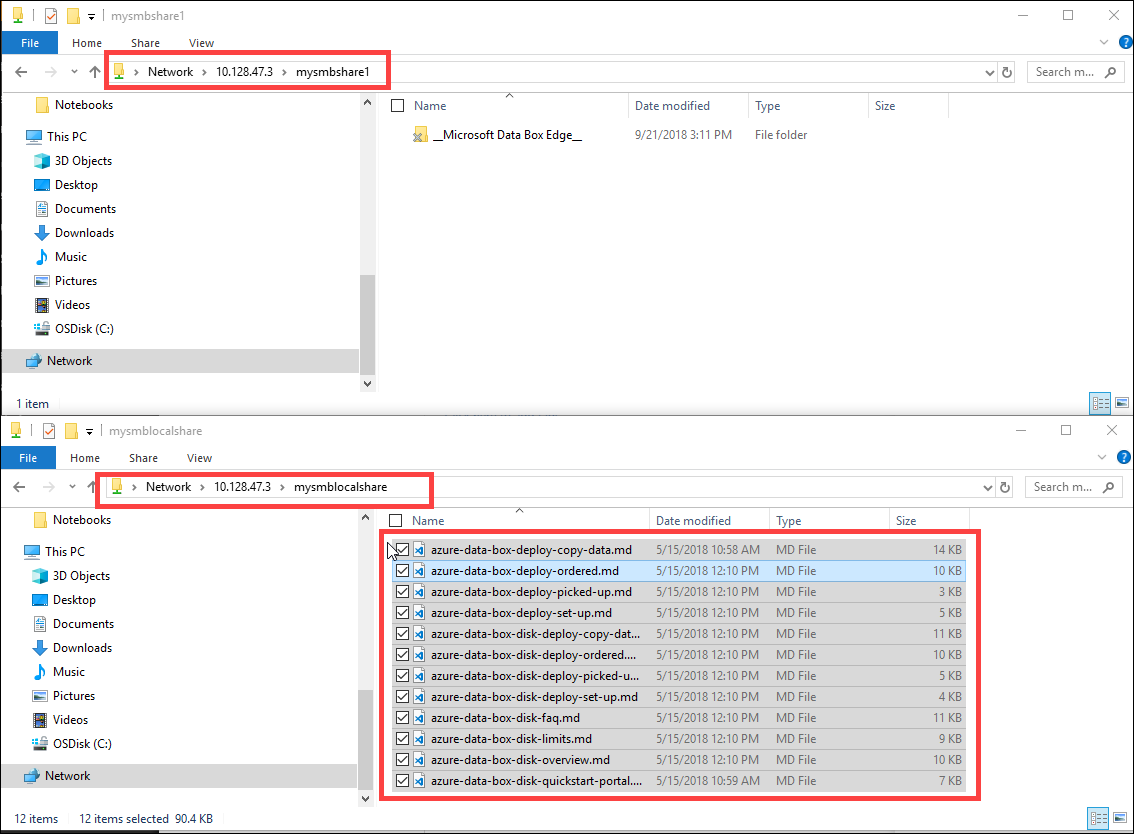 mysmbshare1
File Home Share View
Network 10.128.47.3 mysmbshare1 Search m...
Notebooks
This PC
3D Objects
Desktop
Documents
Downloads
Music
Pictures
Videos
OSDisk (C:)
Network
Name Date modified Type Size
__Microsoft Data Box Edge__ 9/21/2018 3:11 PM File folder
1 item
mysmblocalshare
File Home Share View
Network 10.128.47.3 mysmblocalshare Search m...
Notebooks
This PC
3D Objects
Desktop
Documents
Downloads
Music
Pictures
Videos
OSDisk (C:)
Network
Name Date modified Type Size
azure-data-box-deploy-copy-data.md 5/15/2018 10:58 AM MD File 14 KB
azure-data-box-deploy-ordered.md 5/15/2018 12:10 PM MD File 10 KB
azure-data-box-deploy-picked-up.md 5/15/2018 12:10 PM MD File 3 KB
azure-data-box-deploy-set-up.md 5/15/2018 12:10 PM MD File 5 KB
azure-data-box-disk-deploy-copy-dat... 5/15/2018 12:10 PM MD File 11 KB
azure-data-box-disk-deploy-ordered.... 5/15/2018 12:10 PM MD File 10 KB
azure-data-box-disk-deploy-picked-u... 5/15/2018 12:10 PM MD File 5 KB
azure-data-box-disk-deploy-set-up.md 5/15/2018 12:10 PM MD File 4 KB
azure-data-box-disk-faq.md 5/15/2018 12:10 PM MD File 11 KB
azure-data-box-disk-limits.md 5/15/2018 12:10 PM MD File 9 KB
azure-data-box-disk-overview.md 5/15/2018 12:10 PM MD File 10 KB
azure-data-box-disk-quickstart-portal.... 5/15/2018 10:59 AM MD File 7 KB
12 items 12 items selected 90.4 KB